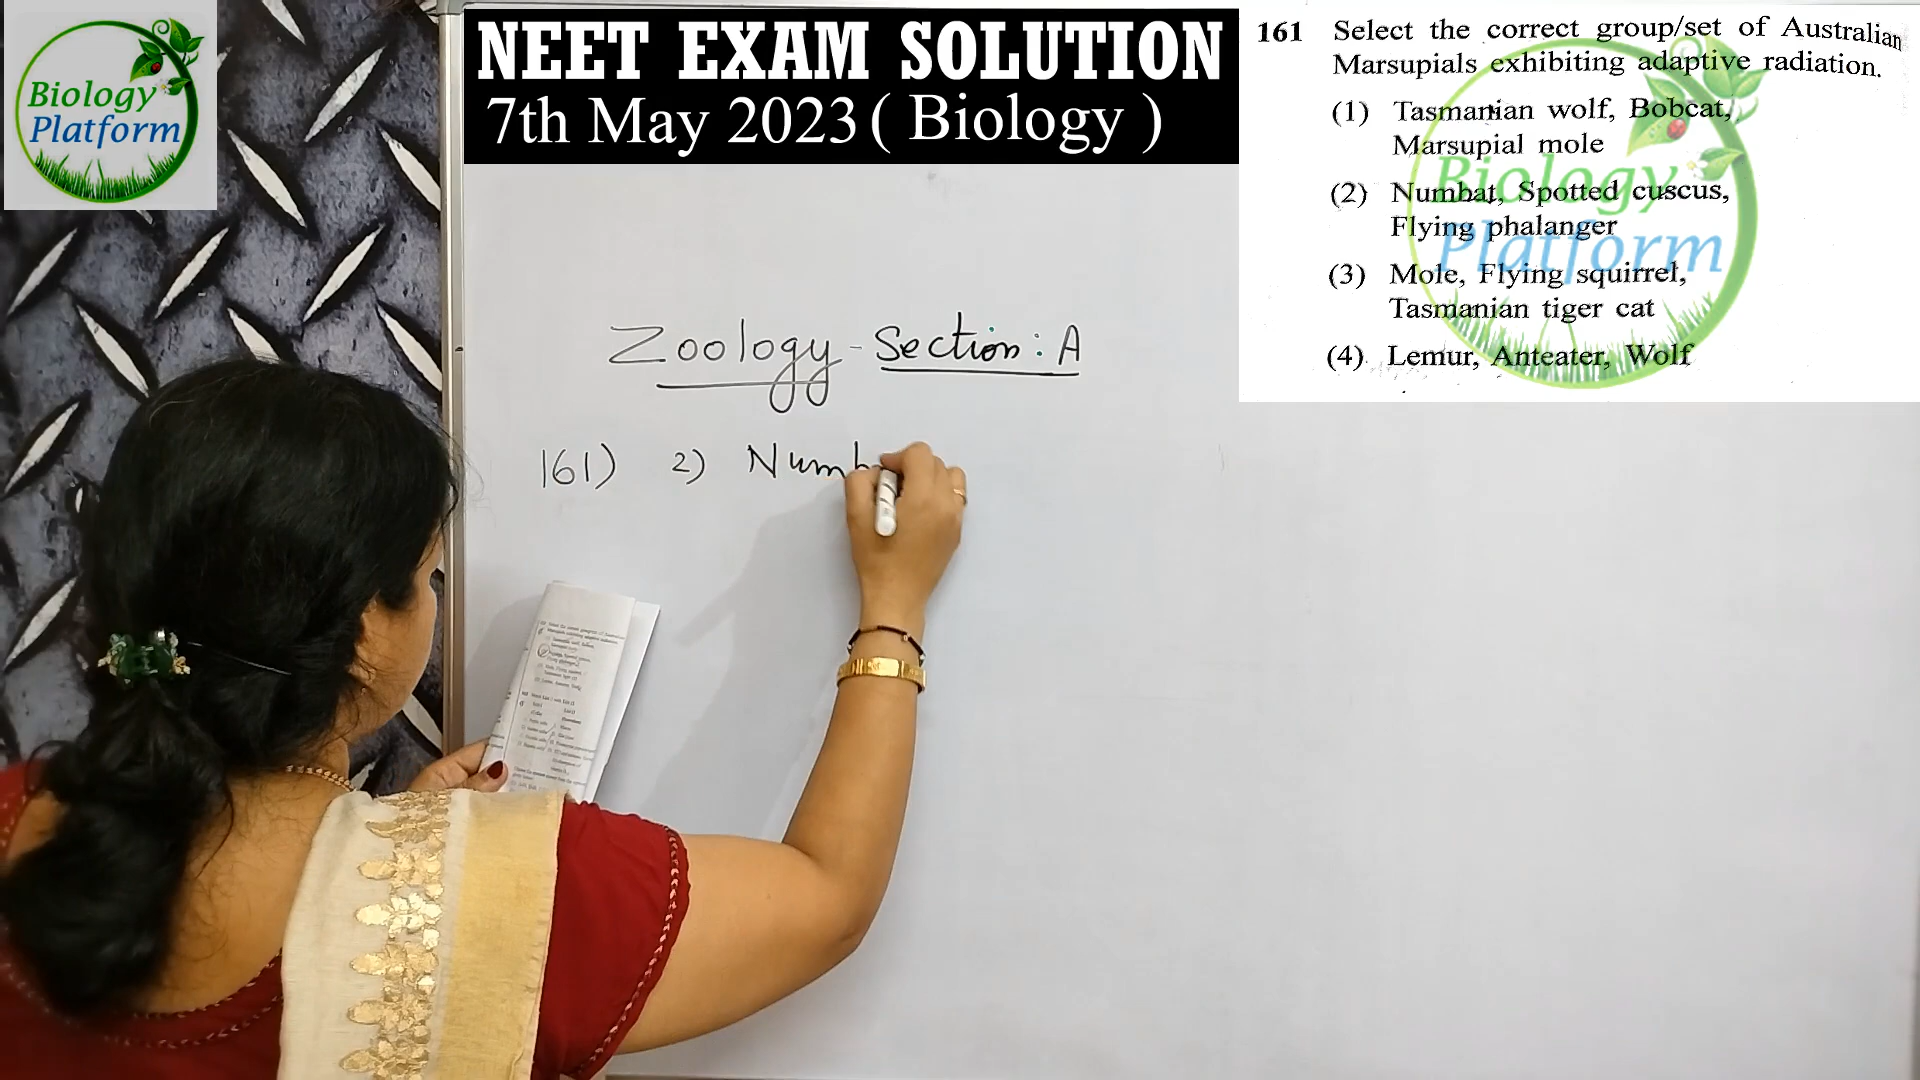 Biology
Platform
NEET EXAM SOLUTION
7th May 2023 ( Biology )
161 Select the correct group/set of Australian
Marsupials exhibiting adaptive radiation.
(1) Tasmanian wolf, Bobcat,
Marsupial mole
(2) Numbat, Spotted cuscus,
Flying phalanger
(3) Mole, Flying squirrel,
Tasmanian tiger cat
(4) Lemur, Anteater, Wolf
Biology
Platform
Zoology - Section : A
161) 2) Numb